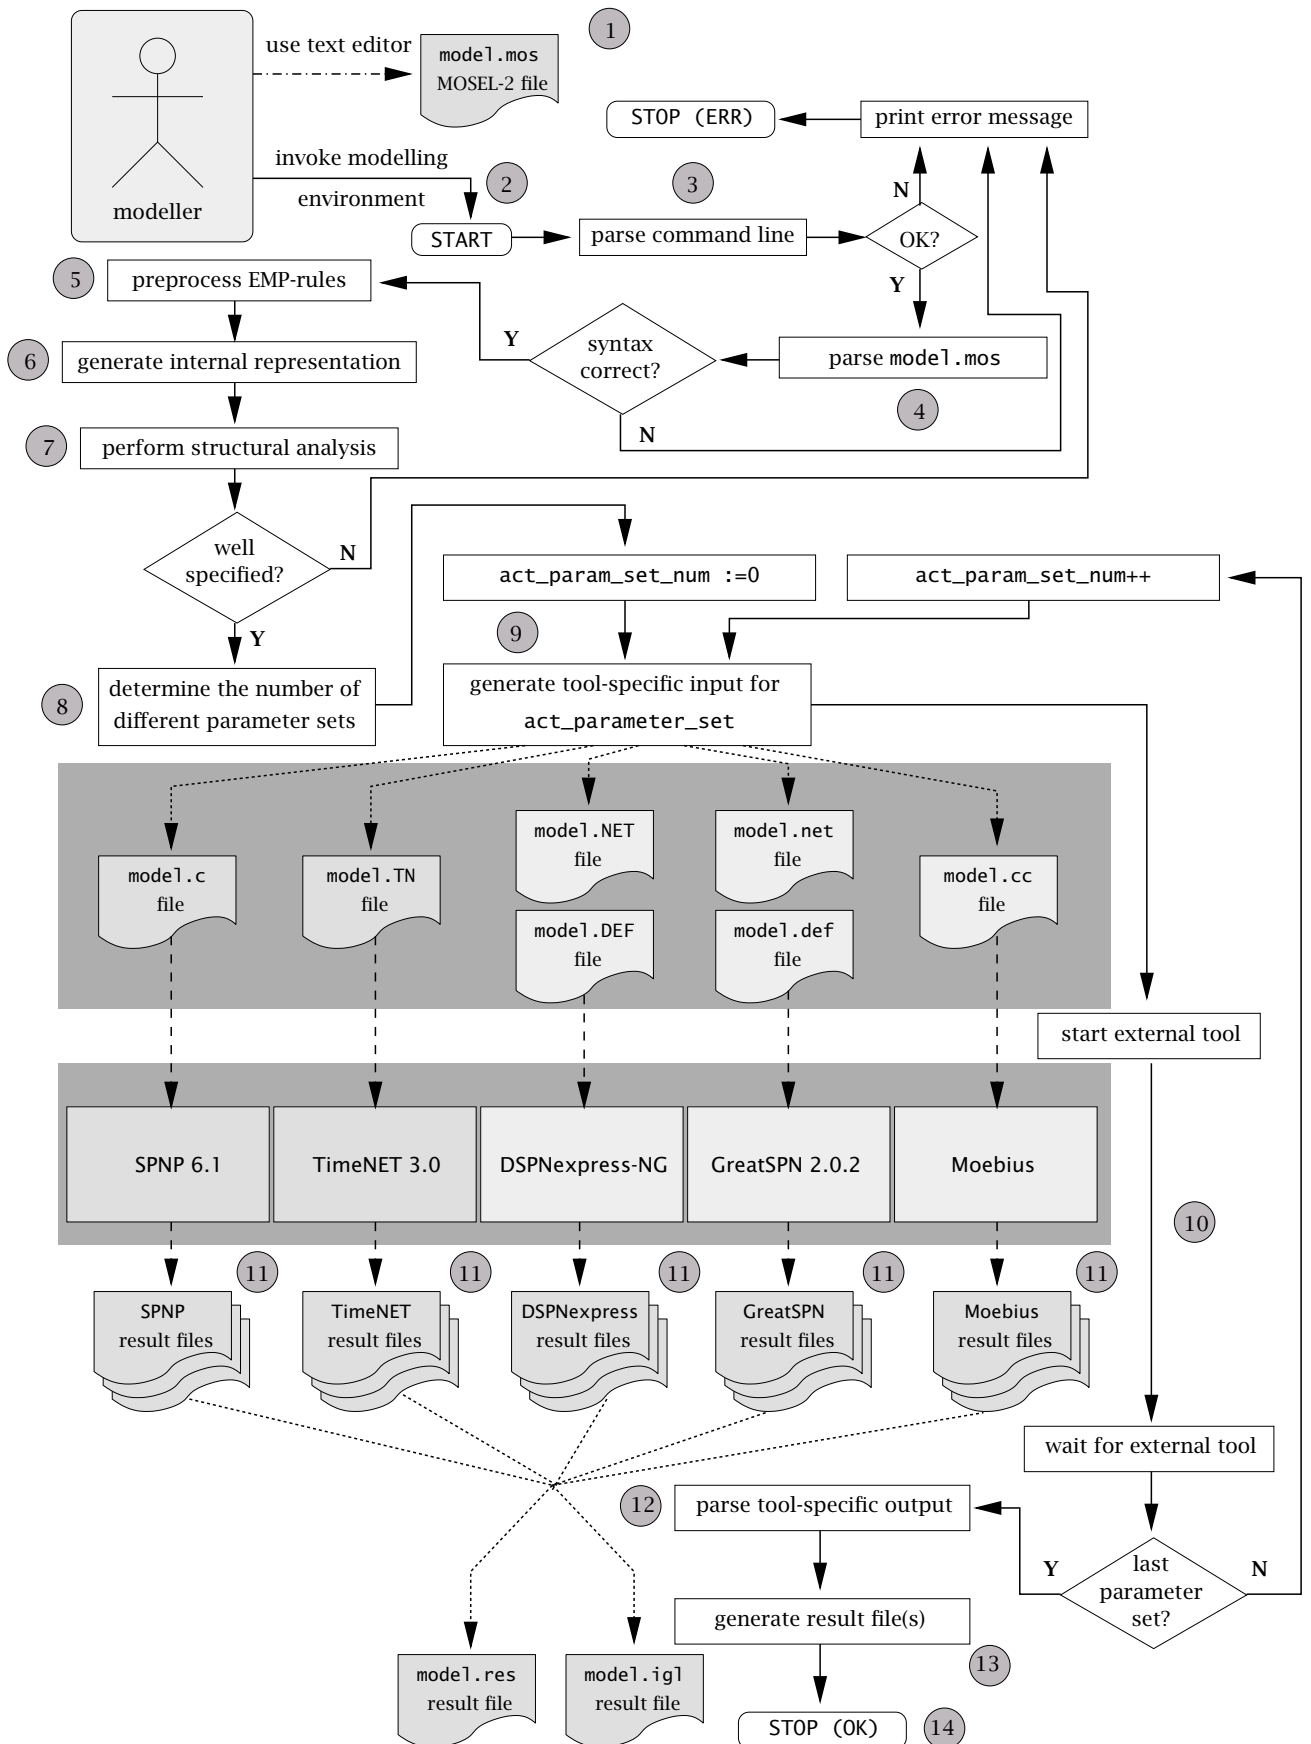 1
use text editor
model.mos
MOSEL-2 file
STOP (ERR)
print error message
invoke modelling
environment
2
3
N
modeller
START
parse command line
OK?
Y
5
preprocess EMP-rules
Y
syntax
correct?
parse model.mos
6
generate internal representation
4
N
7
perform structural analysis
well
specified?
N
Y
act_param_set_num :=0
act_param_set_num++
9
8
determine the number of
different parameter sets
generate tool-specific input for
act_parameter_set
model.c
file
model.TN
file
model.NET
file
model.DEF
file
model.net
file
model.def
file
model.cc
file
start external tool
SPNP 6.1
TimeNET 3.0
DSPNexpress-NG
GreatSPN 2.0.2
Moebius
10
11
11
11
11
11
SPNP
result files
TimeNET
result files
DSPNexpress
result files
GreatSPN
result files
Moebius
result files
wait for external tool
12
parse tool-specific output
Y
last
parameter
set?
N
generate result file(s)
13
model.res
result file
model.igl
result file
STOP (OK)
14